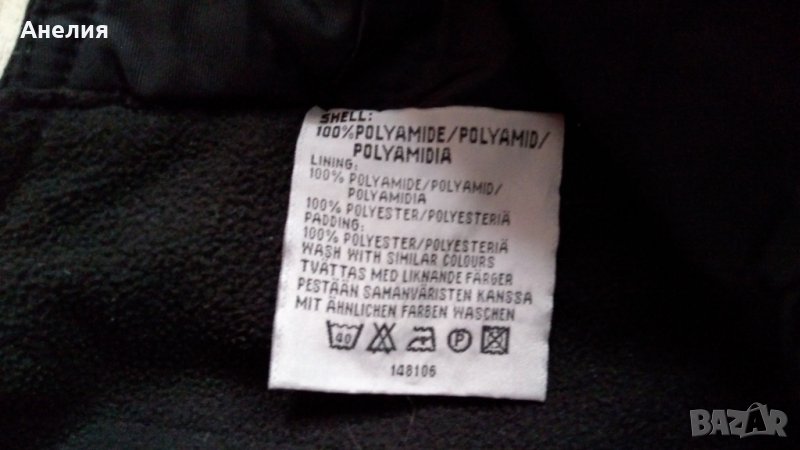 Анелия
SHELL:
100%POLYAMIDE/POLYAMID/
POLYAMIDIA
LINING:
100% POLYAMIDE/POLYAMID/
POLYAMIDIA
100% POLYESTER/POLYESTERIÄ
PADDING:
100% POLYESTER/POLYESTERIÄ
WASH WITH SIMILAR COLOURS
TVÄTTAS MED LIKNANDE FÄRGER
PESTÄÄN SAMANVÄRISTEN KANSSA
MIT ÄHNLICHEN FARBEN WASCHEN
40 P
148106
BAZAR